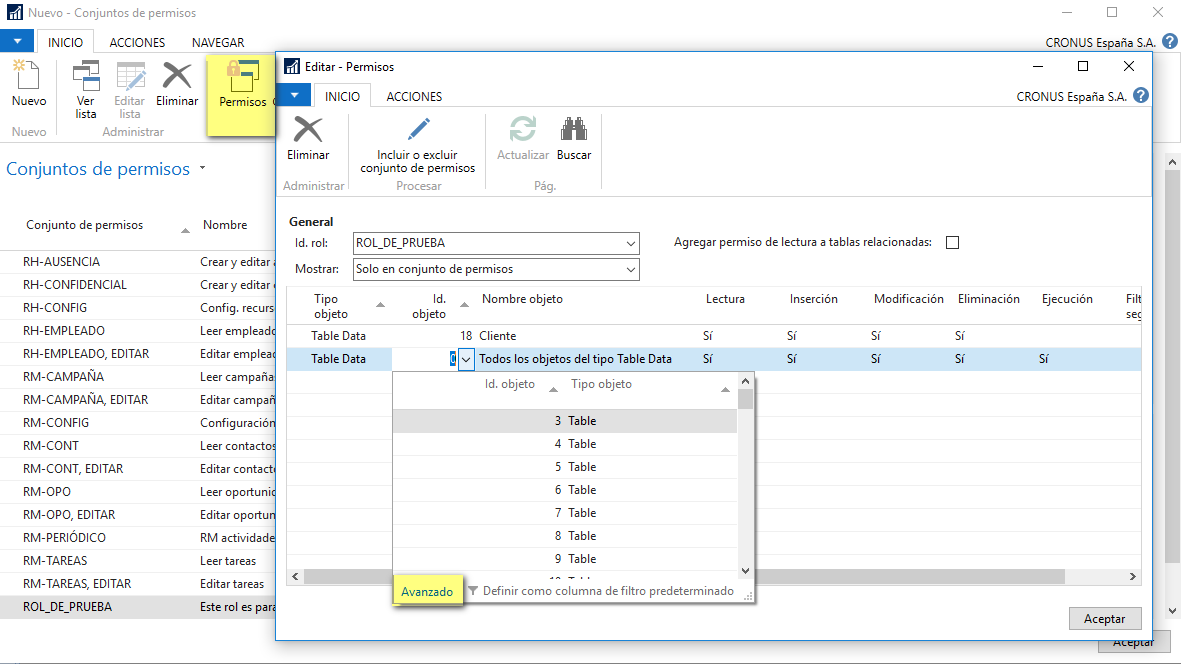 Nuevo - Conjuntos de permisos
INICIO ACCIONES NAVEGAR
CRONUS España S.A.
Nuevo
Ver lista
Editar lista
Eliminar
Permisos
Nuevo
Administrar
Conjuntos de permisos
Conjunto de permisos Nombre
RH-AUSENCIA Crear y editar
RH-CONFIDENCIAL Crear y editar
RH-CONFIG Config. recurs
RH-EMPLEADO Leer empleado
RH-EMPLEADO, EDITAR Editar emplead
RM-CAMPAÑA Leer campaña
RM-CAMPAÑA, EDITAR Editar campañ
RM-CONFIG Configuración
RM-CONT Leer contactos
RM-CONT, EDITAR Editar contacto
RM-OPO Leer oportunic
RM-OPO, EDITAR Editar oportun
RM-PERIÓDICO RM actividade
RM-TAREAS Leer tareas
RM-TAREAS, EDITAR Editar tareas
ROL_DE_PRUEBA Este rol es para
Editar - Permisos
INICIO ACCIONES
CRONUS España S.A.
Eliminar
Incluir o excluir
conjunto de permisos
Actualizar
Buscar
Administrar
Procesar
Pág.
General
Id. rol: ROL_DE_PRUEBA
Agregar permiso de lectura a tablas relacionadas:
Mostrar: Solo en conjunto de permisos
Tipo objeto Id. objeto Nombre objeto Lectura Inserción Modificación Eliminación Ejecución Filt seg
Table Data 18 Cliente Sí Sí Sí Sí
Table Data Todos los objetos del tipo Table Data Sí Sí Sí Sí Sí
Id. objeto Tipo objeto
3 Table
4 Table
5 Table
6 Table
7 Table
8 Table
9 Table
Avanzado
Definir como columna de filtro predeterminado
Aceptar
Aceptar